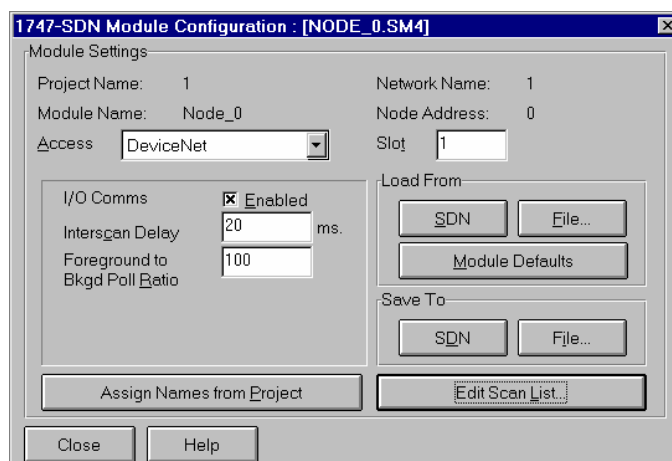 1747-SDN Module Configuration : [NODE_0.SM4]
Module Settings
Project Name: 1
Network Name: 1
Module Name: Node_0
Node Address: 0
Access DeviceNet
Slot 1
I/O Comms Enabled
Interscan Delay 20 ms.
Foreground to
Bkgd Poll Ratio 100
Load From
SDN File...
Module Defaults
Save To
SDN File...
Assign Names from Project
Edit Scan List...
Close Help